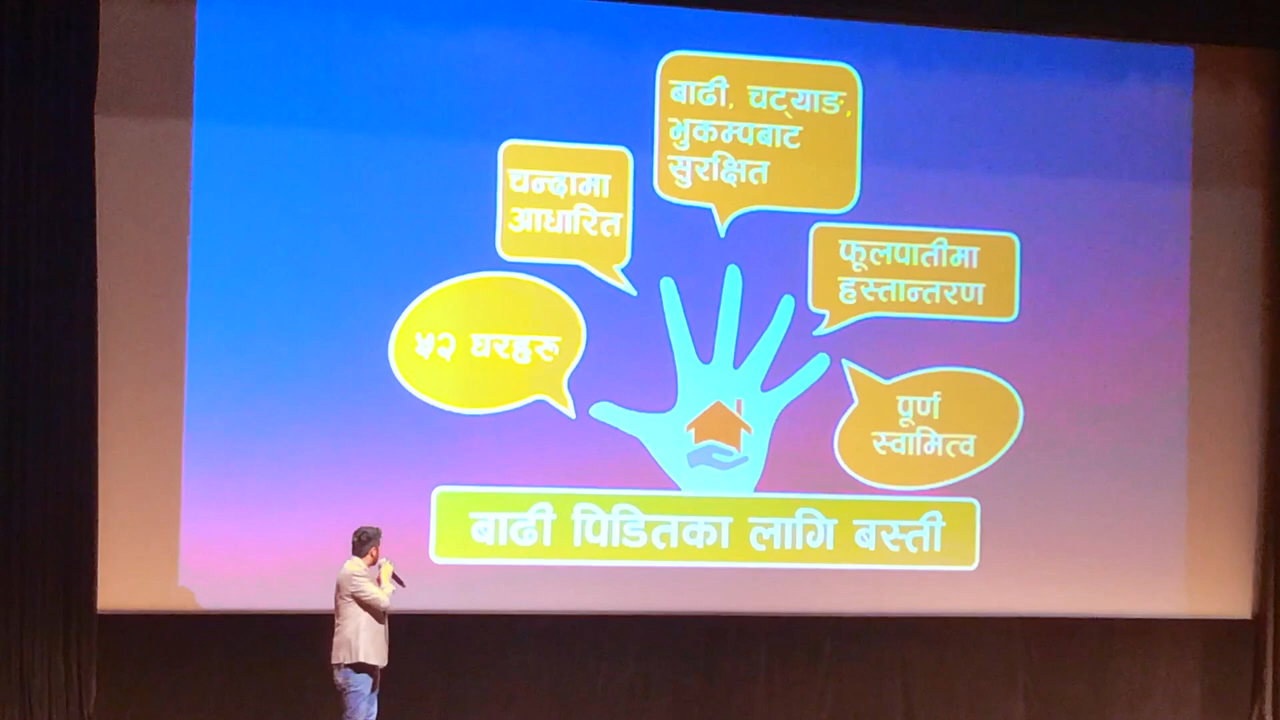 बाढी, चट्याङ,
भुकम्पबाट
सुरक्षित
चन्दामा
आधारित
फूलपातीमा
हस्तान्तरण
५२ घरहरु
पूर्ण
स्वामित्व
बाढी पिडितका लागि बस्ती